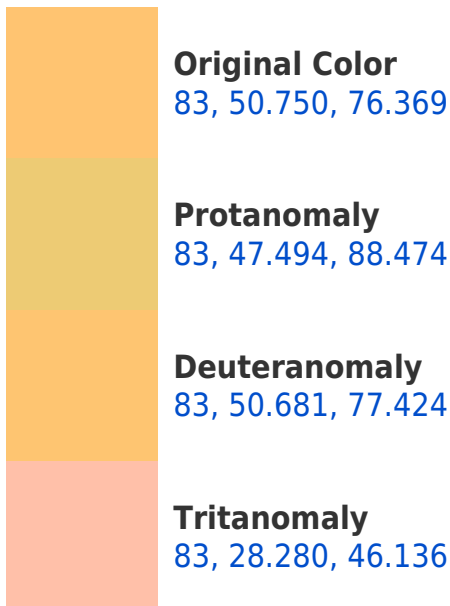 Original Color
83, 50.750, 76.369
Protanomaly
83, 47.494, 88.474
Deuteranomaly
83, 50.681, 77.424
Tritanomaly
83, 28.280, 46.136